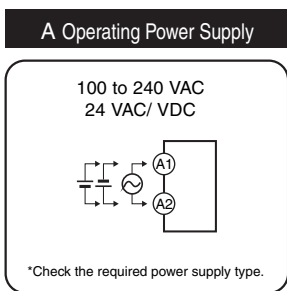 A Operating Power Supply
100 to 240 VAC
24 VAC/ VDC
A1
A2
*Check the required power supply type.